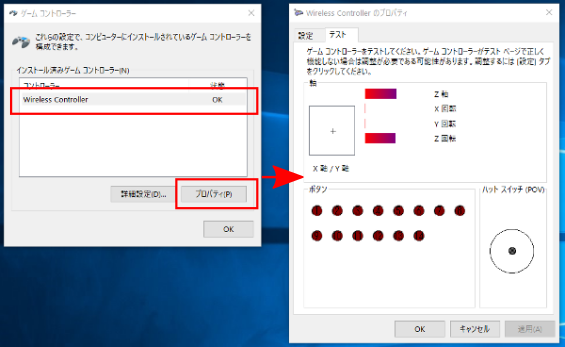 ゲーム コントローラー
これらの設定で、コンピューターにインストールされているゲーム コントローラーを
構成できます。
インストール済みゲーム コントローラー(N)
コントローラー 状態
Wireless Controller OK
詳細設定(D)... プロパティ(P)
OK
Wireless Controller のプロパティ
設定 テスト
ゲーム コントローラーをテストしてください。ゲーム コントローラーがテスト ページで正しく
機能しない場合は調整が必要である可能性があります。調整するには [設定] タブ
をクリックしてください。
軸
Z 軸
X 回転
Y 回転
Z 回転
X 軸 / Y 軸
ボタン
ハット スイッチ (POV)
OK キャンセル 適用(A)